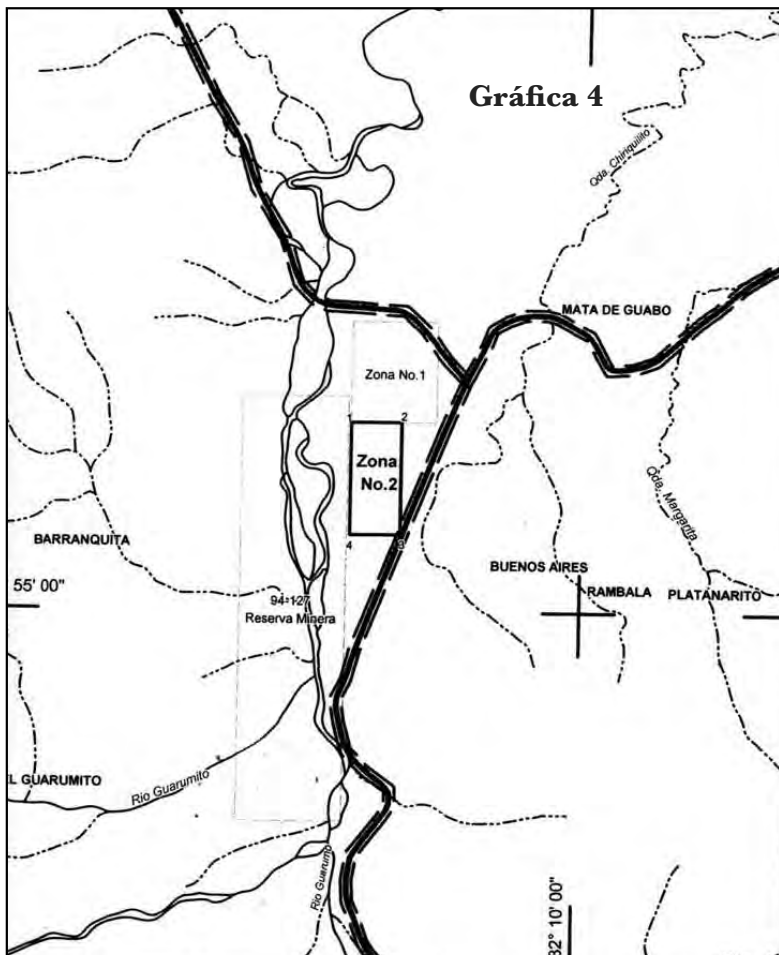 Gráfica 4
Qda. Chiriquilito
MATA DE GUABO
Zona No.1
1
2
Zona
No.2
4
3
Qda. Margarita
BARRANQUITA
55' 00"
BUENOS AIRES
RAMBALA
PLATANARITO
94-127
Reserva Minera
EL GUARUMITO
Rio Guarumito
Rio Guarumo
82° 10' 00"